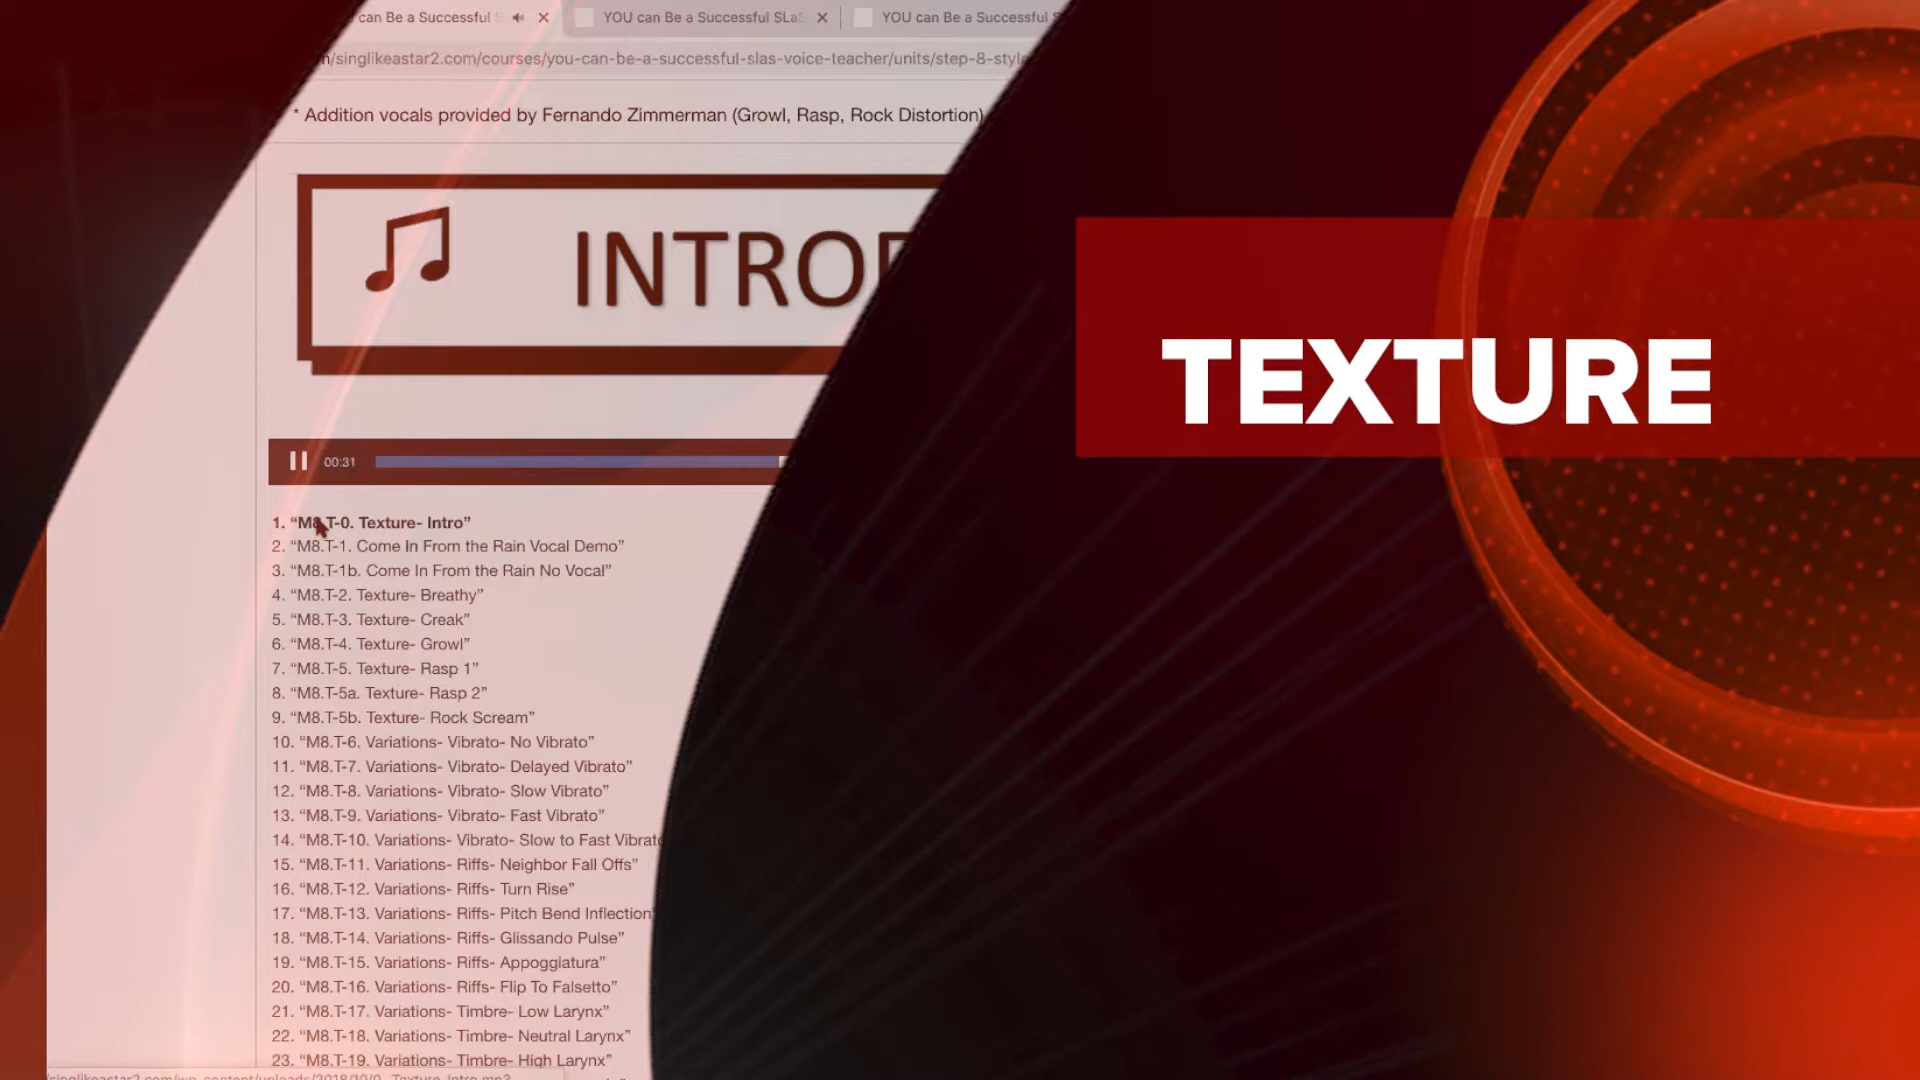 can Be a Successful
YOU can Be a Successful SLaS
YOU can Be a Successful S
/singlikeastar2.com/courses/you-can-be-a-successful-slas-voice-teacher/units/step-8-styl
* Addition vocals provided by Fernando Zimmerman (Growl, Rasp, Rock Distortion)
INTRO
TEXTURE
00:31
1. “M8.T-0. Texture- Intro”
2. “M8.T-1. Come In From the Rain Vocal Demo”
3. “M8.T-1b. Come In From the Rain No Vocal”
4. “M8.T-2. Texture- Breathy”
5. “M8.T-3. Texture- Creak”
6. “M8.T-4. Texture- Growl”
7. “M8.T-5. Texture- Rasp 1”
8. “M8.T-5a. Texture- Rasp 2”
9. “M8.T-5b. Texture- Rock Scream”
10. “M8.T-6. Variations- Vibrato- No Vibrato”
11. “M8.T-7. Variations- Vibrato- Delayed Vibrato”
12. “M8.T-8. Variations- Vibrato- Slow Vibrato”
13. “M8.T-9. Variations- Vibrato- Fast Vibrato”
14. “M8.T-10. Variations- Vibrato- Slow to Fast Vibrato
15. “M8.T-11. Variations- Riffs- Neighbor Fall Offs”
16. “M8.T-12. Variations- Riffs- Turn Rise”
17. “M8.T-13. Variations- Riffs- Pitch Bend Inflection”
18. “M8.T-14. Variations- Riffs- Glissando Pulse”
19. “M8.T-15. Variations- Riffs- Appoggiatura”
20. “M8.T-16. Variations- Riffs- Flip To Falsetto”
21. “M8.T-17. Variations- Timbre- Low Larynx”
22. “M8.T-18. Variations- Timbre- Neutral Larynx”
23. “M8.T-19. Variations- Timbre- High Larynx”